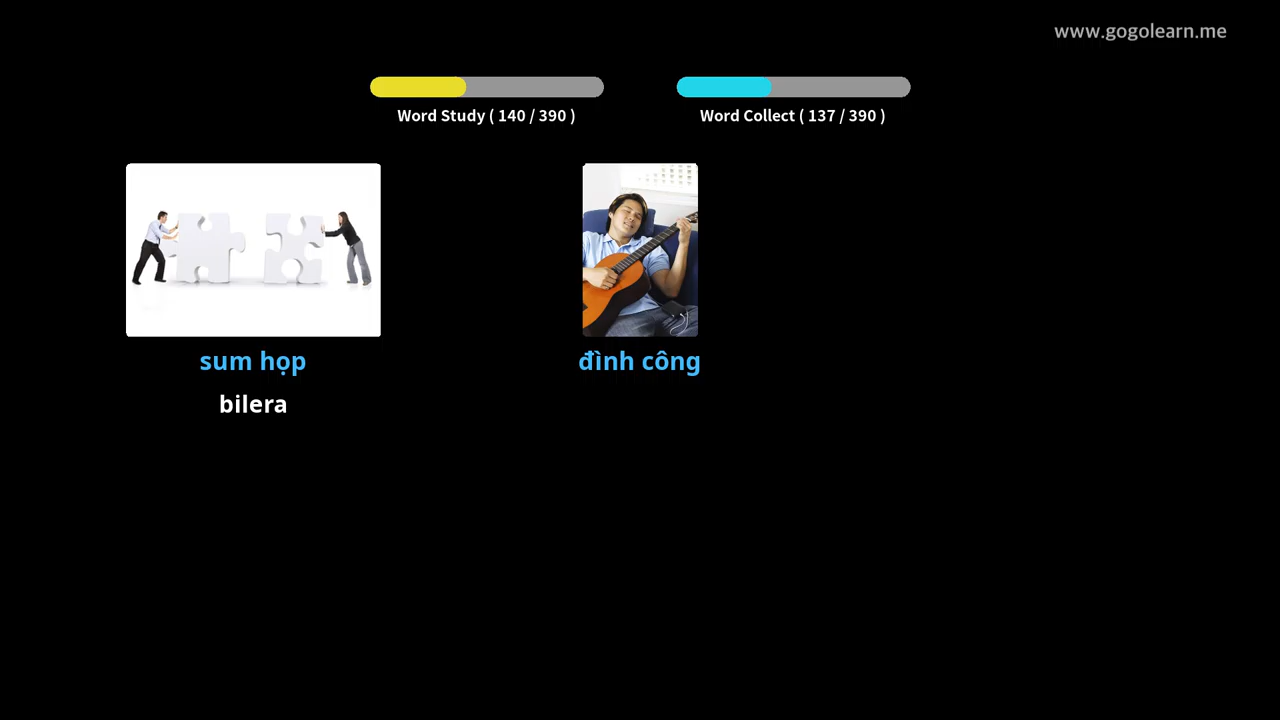 www.gogolearn.me
Word Study ( 140 / 390 )
Word Collect ( 137 / 390 )
sum họp
bilera
đình công